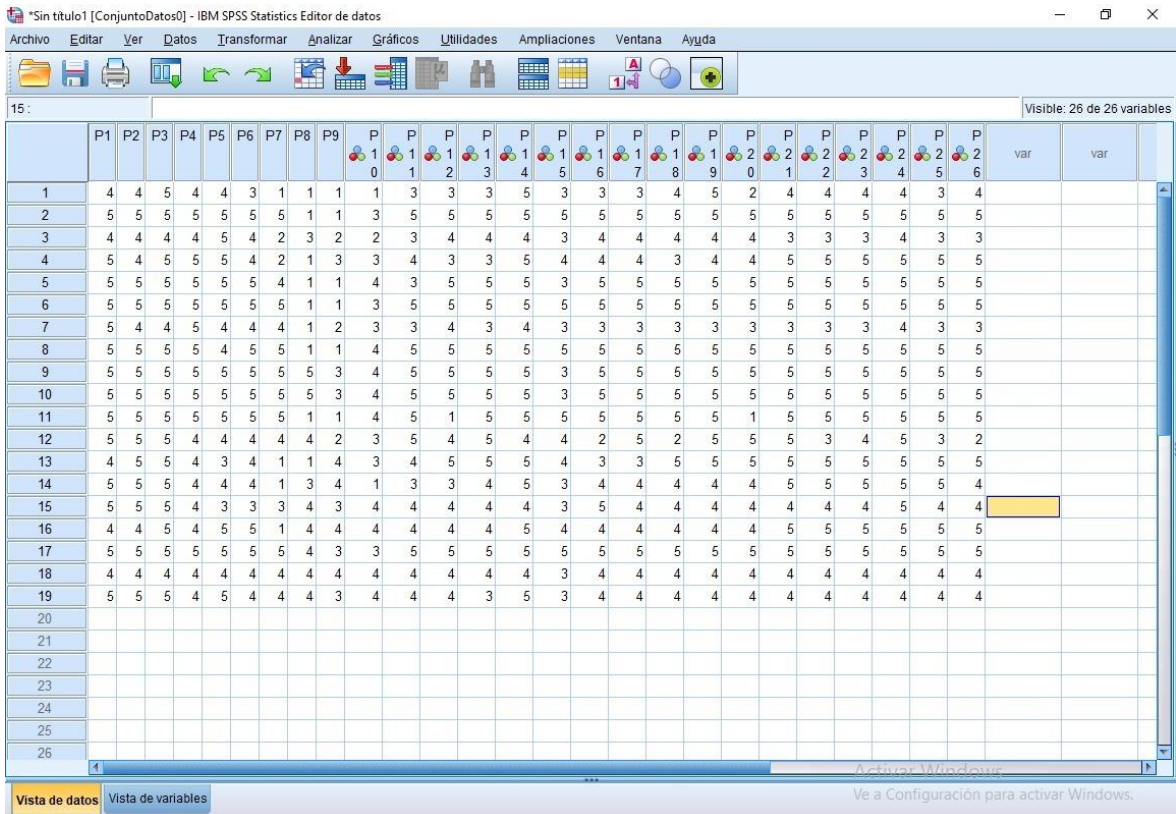 *Sin título1 [ConjuntoDatos0] - IBM SPSS Statistics Editor de datos
Archivo Editar Ver Datos Transformar Analizar Gráficos Utilidades Ampliaciones Ventana Ayuda
15 : Visible: 26 de 26 variables
P1 P2 P3 P4 P5 P6 P7 P8 P9 P10 P11 P12 P13 P14 P15 P16 P17 P18 P19 P20 P21 P22 P23 P24 P25 P26 var var
1 4 4 5 4 4 3 1 1 1 1 3 3 3 5 3 3 3 4 5 2 4 4 4 4 3 4
2 5 5 5 5 5 5 5 1 1 3 5 5 5 5 5 5 5 5 5 5 5 5 5 5 5 5
3 4 4 4 4 5 4 2 3 2 2 3 4 4 4 3 4 4 4 4 4 3 3 3 4 3 3
4 5 4 5 5 5 4 2 1 3 3 4 3 3 5 4 4 4 3 4 4 5 5 5 5 5 5
5 5 5 5 5 5 5 4 1 1 4 3 5 5 5 3 5 5 5 5 5 5 5 5 5 5 5
6 5 5 5 5 5 5 5 1 1 3 5 5 5 5 5 5 5 5 5 5 5 5 5 5 5 5
7 5 4 4 5 4 4 4 1 2 3 3 4 3 4 3 3 3 3 3 3 3 3 3 4 3 3
8 5 5 5 5 4 5 5 1 1 4 5 5 5 5 5 5 5 5 5 5 5 5 5 5 5 5
9 5 5 5 5 5 5 5 5 3 4 5 5 5 5 3 5 5 5 5 5 5 5 5 5 5 5
10 5 5 5 5 5 5 5 5 3 4 5 5 5 5 3 5 5 5 5 5 5 5 5 5 5 5
11 5 5 5 5 5 5 5 1 1 4 5 1 5 5 5 5 5 5 5 1 5 5 5 5 5 5
12 5 5 5 4 4 4 4 4 2 3 5 4 5 4 4 2 5 2 5 5 5 3 4 5 3 2
13 4 5 5 4 3 4 1 1 4 3 4 5 5 5 4 3 3 5 5 5 5 5 5 5 5 5
14 5 5 5 4 4 4 1 3 4 1 3 3 4 5 3 4 4 4 4 4 5 5 5 5 5 4
15 5 5 5 4 3 3 3 4 3 4 4 4 4 4 3 5 4 4 4 4 4 4 4 5 4 4
16 4 4 5 4 5 5 1 4 4 4 4 4 4 5 4 4 4 4 4 4 5 5 5 5 5 5
17 5 5 5 5 5 5 5 4 3 3 5 5 5 5 5 5 5 5 5 5 5 5 5 5 5 5
18 4 4 4 4 4 4 4 4 4 4 4 4 4 4 3 4 4 4 4 4 4 4 4 4 4 4
19 5 5 5 4 5 4 4 4 3 4 4 4 3 5 3 4 4 4 4 4 4 4 4 4 4 4
20
21
22
23
24
25
26
Activar Windows
Vista de datos Vista de variables Ve a Configuración para activar Windows.